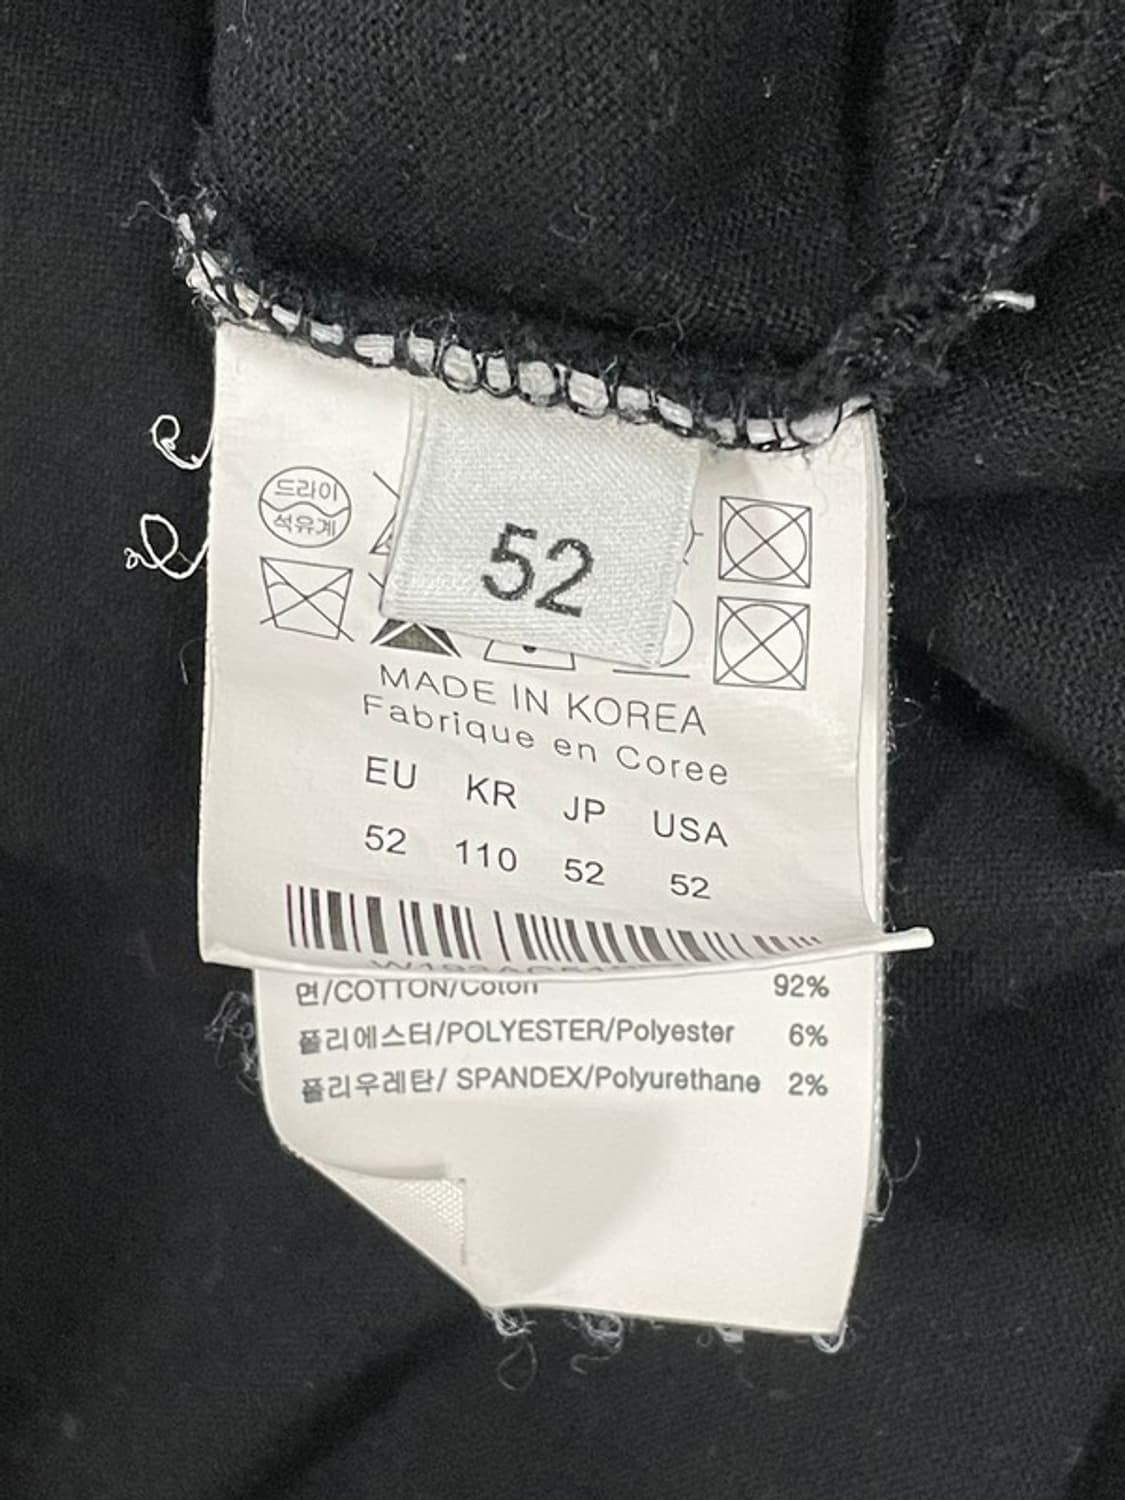 드라이
석유계
52
MADE IN KOREA
Fabrique en Coree
EU KR JP USA
52 110 52 52
면/COTTON/Coton 92%
폴리에스터/POLYESTER/Polyester 6%
폴리우레탄/ SPANDEX/Polyurethane 2%